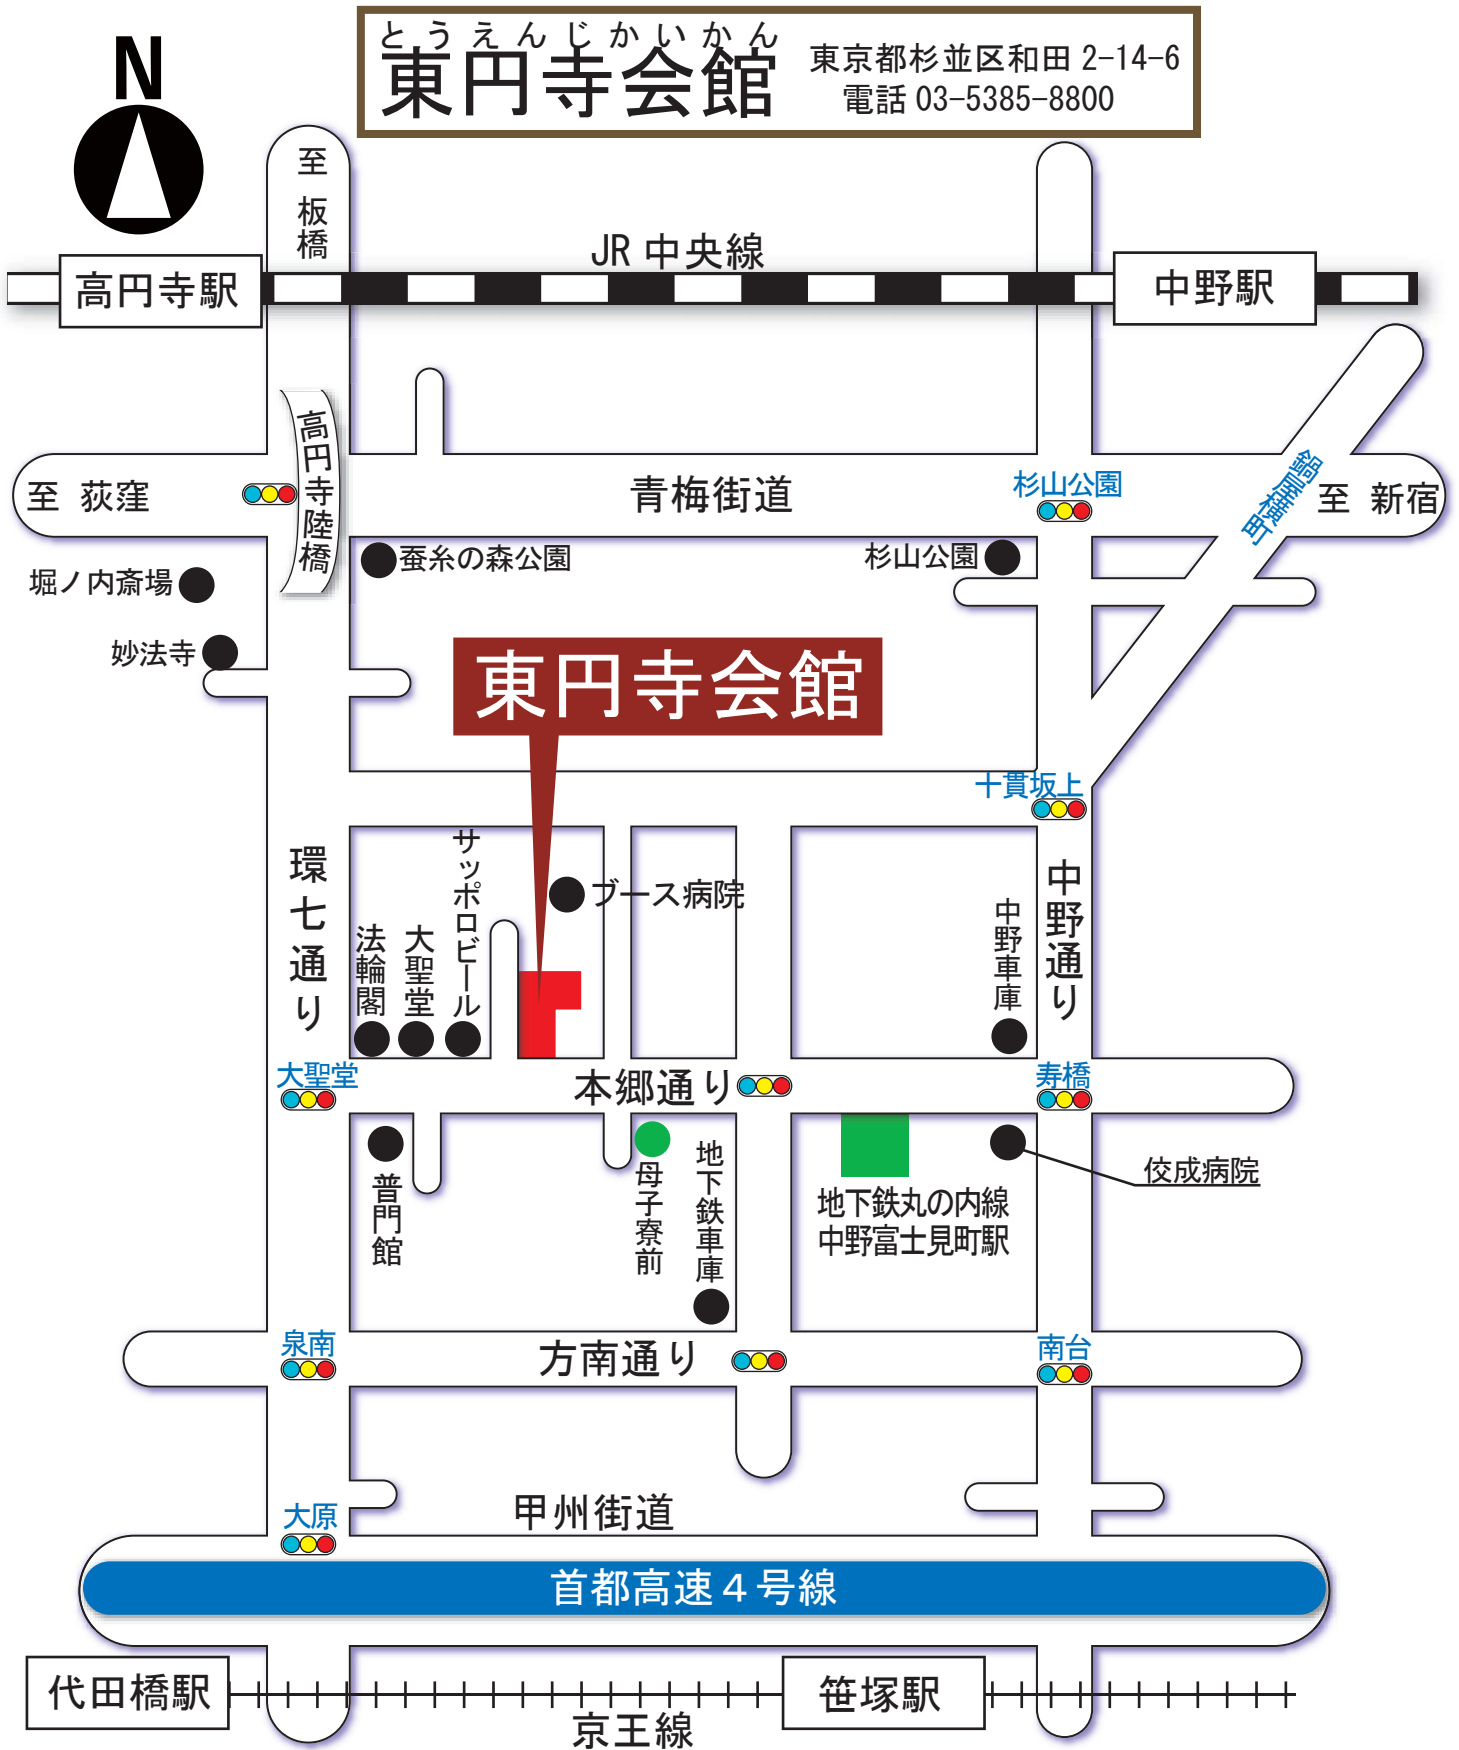 とうえんじかいかん
東円寺会館
東京都杉並区和田 2-14-6
電話 03-5385-8800
N
至 板橋
JR 中央線
高円寺駅
中野駅
高円寺陸橋
至 荻窪
青梅街道
杉山公園
鍋屋横町
至 新宿
蚕糸の森公園
杉山公園
堀ノ内斎場
妙法寺
東円寺会館
十貫坂上
環七通り
サッポロビール
ブース病院
中野通り
法輪閣
大聖堂
中野車庫
大聖堂
本郷通り
寿橋
普門館
母子寮前
地下鉄車庫
佼成病院
地下鉄丸の内線
中野富士見町駅
泉南
方南通り
南台
大原
甲州街道
首都高速４号線
代田橋駅
笹塚駅
京王線